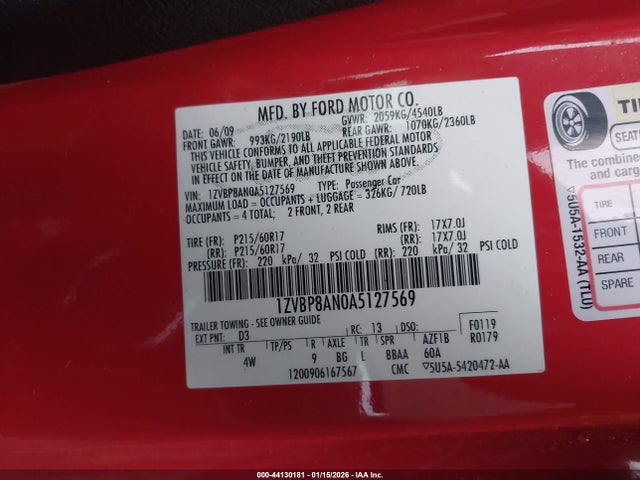 MFD. BY FORD MOTOR CO.
DATE: 06/09 GVWR: 2059KG/4540LB
FRONT GAWR: 993KG/2190LB REAR GAWR: 1070KG/2360LB
THIS VEHICLE CONFORMS TO ALL APPLICABLE FEDERAL MOTOR
VEHICLE SAFETY, BUMPER, AND THEFT PREVENTION STANDARDS
IN EFFECT ON THE DATE OF MANUFACTURE SHOWN ABOVE.
VIN: 1ZVBP8AN0A5127569 TYPE: Passenger Car
MAXIMUM LOAD = OCCUPANTS + LUGGAGE = 326KG/720LB
OCCUPANTS = 4 TOTAL; 2 FRONT, 2 REAR
TIRE (FR): P215/60R17 RIMS (FR): 17X7.0J
(RR): P215/60R17 (RR): 17X7.0J
PRESSURE (FR): 220 kPa/ 32 PSI COLD (RR): 220 kPa/ 32 PSI COLD
1ZVBP8AN0A5127569
TRAILER TOWING - SEE OWNER GUIDE
EXT PNT: D3 RC: 13 DSO: F0119
INT TR TP/PS R AXLE TR SPR AZF1B R0179
4W 9 BG L BBAA 60A
1200906167567 CMC 5U5A-5420472-AA
SEAT
The combine
and carg
TIRE
FRONT
REAR
SPARE
5U5A-1532-AA (TLU)
000-44130181 - 01/15/2026 - IAA Inc.